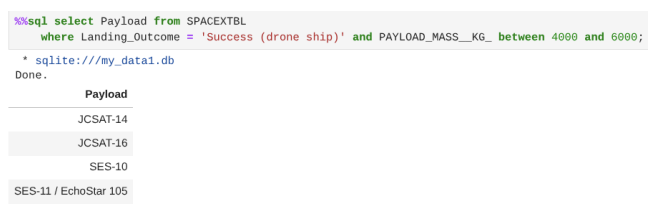 %%sql select Payload from SPACEXTBL
where Landing_Outcome = 'Success (drone ship)' and PAYLOAD_MASS__KG_ between 4000 and 6000;
* sqlite:///my_data1.db
Done.
Payload
JCSAT-14
JCSAT-16
SES-10
SES-11 / EchoStar 105